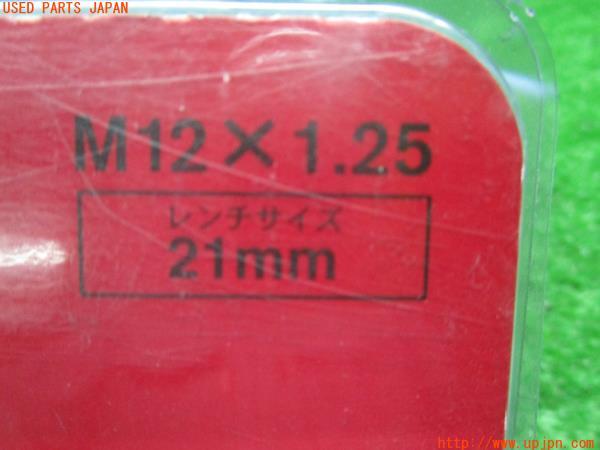 USED PARTS JAPAN
M12×1.25
レンチサイズ
21mm
http://www.upjpn.com